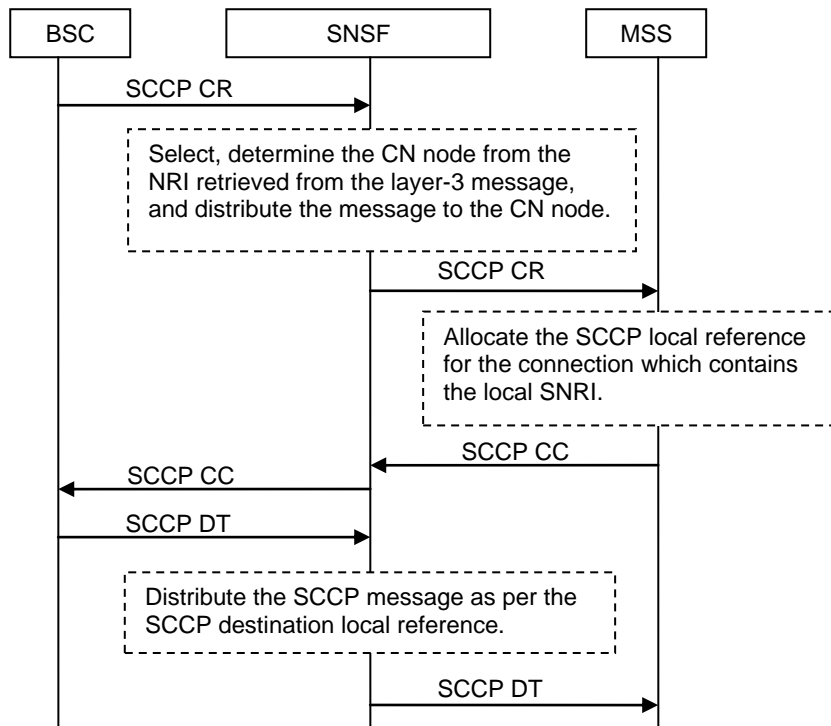 BSC
SNSF
MSS
SCCP CR
Select, determine the CN node from the
NRI retrieved from the layer-3 message,
and distribute the message to the CN node.
SCCP CR
Allocate the SCCP local reference
for the connection which contains
the local SNRI.
SCCP CC
SCCP CC
SCCP DT
Distribute the SCCP message as per the
SCCP destination local reference.
SCCP DT